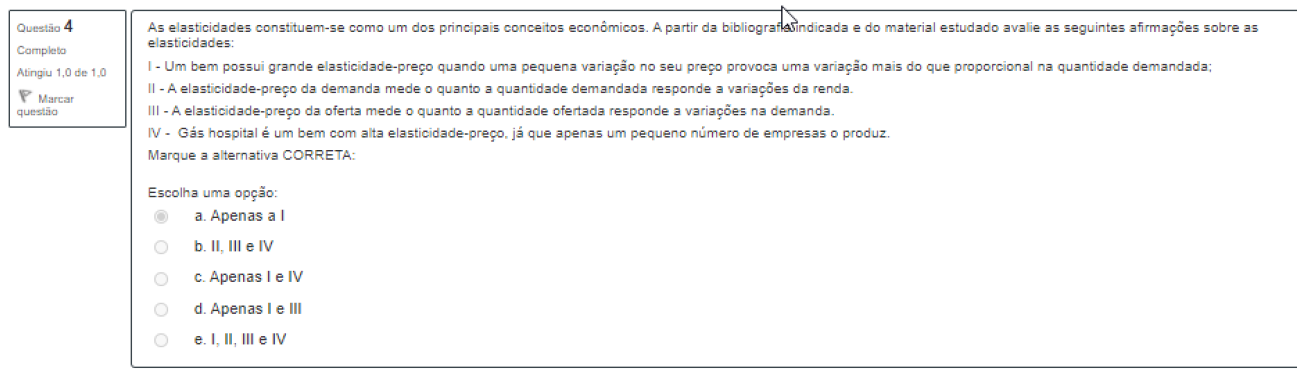 Questão 4
Completo
Atingiu 1,0 de 1,0
Marcar
questão
As elasticidades constituem-se como um dos principais conceitos econômicos. A partir da bibliografia indicada e do material estudado avalie as seguintes afirmações sobre as
elasticidades:
I - Um bem possui grande elasticidade-preço quando uma pequena variação no seu preço provoca uma variação mais do que proporcional na quantidade demandada;
II - A elasticidade-preço da demanda mede o quanto a quantidade demandada responde a variações da renda.
III - A elasticidade-preço da oferta mede o quanto a quantidade ofertada responde a variações na demanda.
IV - Gás hospital é um bem com alta elasticidade-preço, já que apenas um pequeno número de empresas o produz.
Marque a alternativa CORRETA:
Escolha uma opção:
a. Apenas a I
b. II, III e IV
c. Apenas I e IV
d. Apenas I e III
e. I, II, III e IV